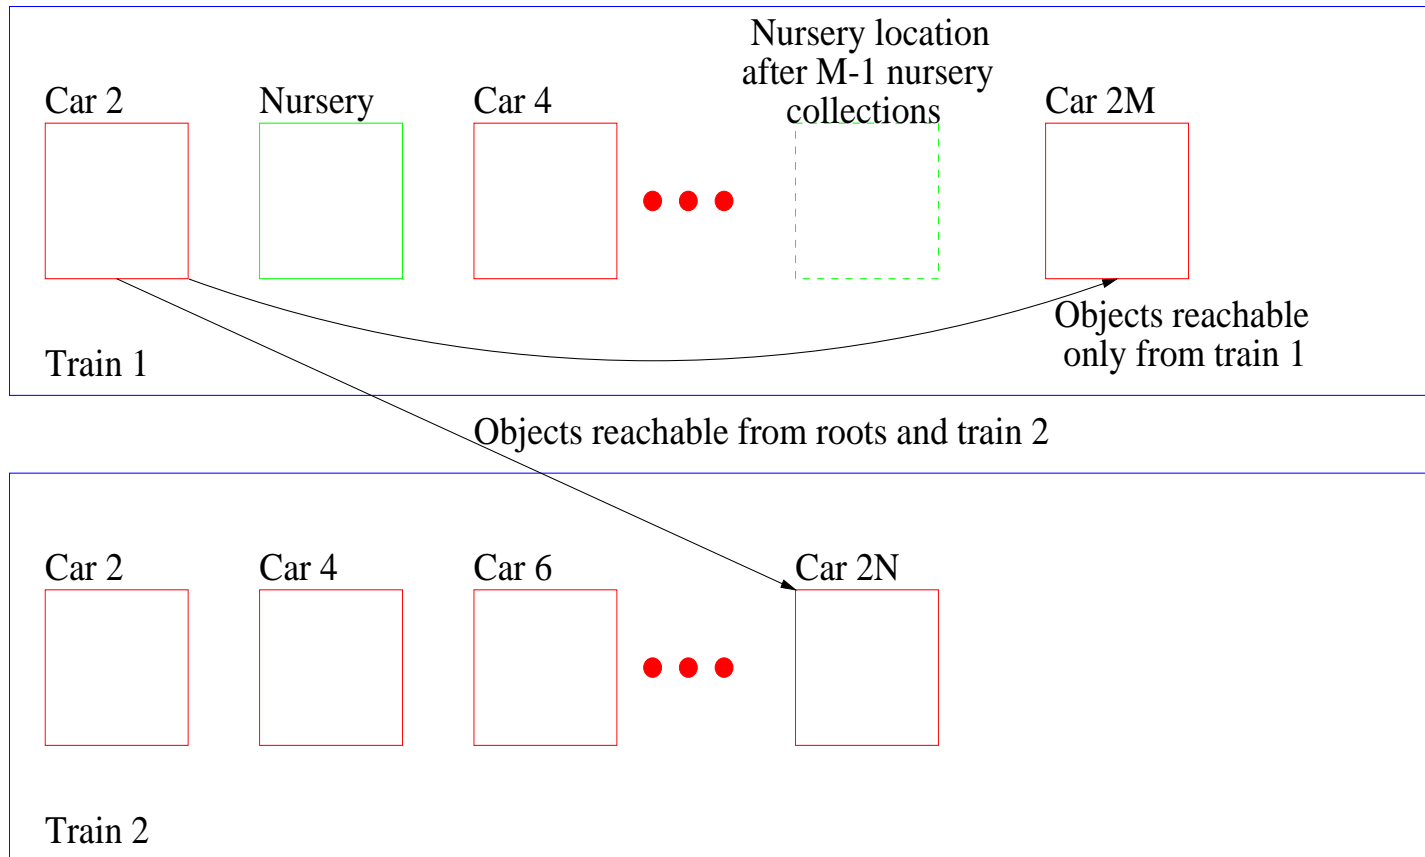 Nursery location
after M-1 nursery
collections
Car 2
Nursery
Car 4
Car 2M
Objects reachable
only from train 1
Train 1
Objects reachable from roots and train 2
Car 2
Car 4
Car 6
Car 2N
Train 2